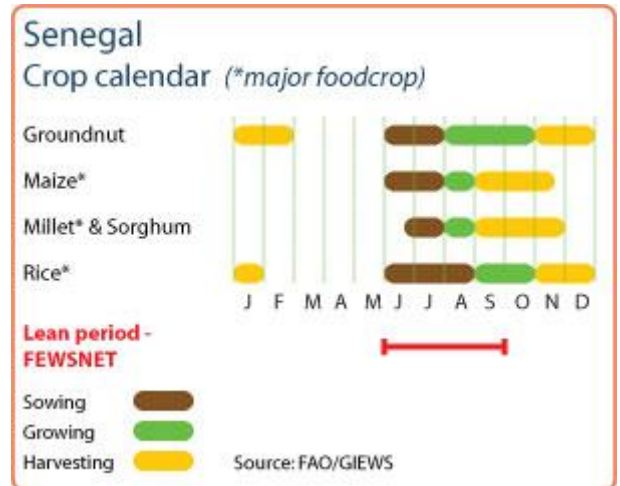 Senegal
Crop calendar (*major foodcrop)
Groundnut
Maize*
Millet* & Sorghum
Rice*
J F M A M J J A S O N D
Lean period -
FEWSNET
Sowing
Growing
Harvesting Source: FAO/GIEWS